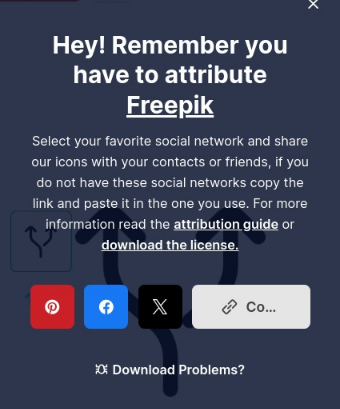 Hey! Remember you
have to attribute
Freepik
Select your favorite social network and share
our icons with your contacts or friends, if you
do not have these social networks copy the
link and paste it in the one you use. For more
information read the attribution guide or
download the license.
Co...
Download Problems?